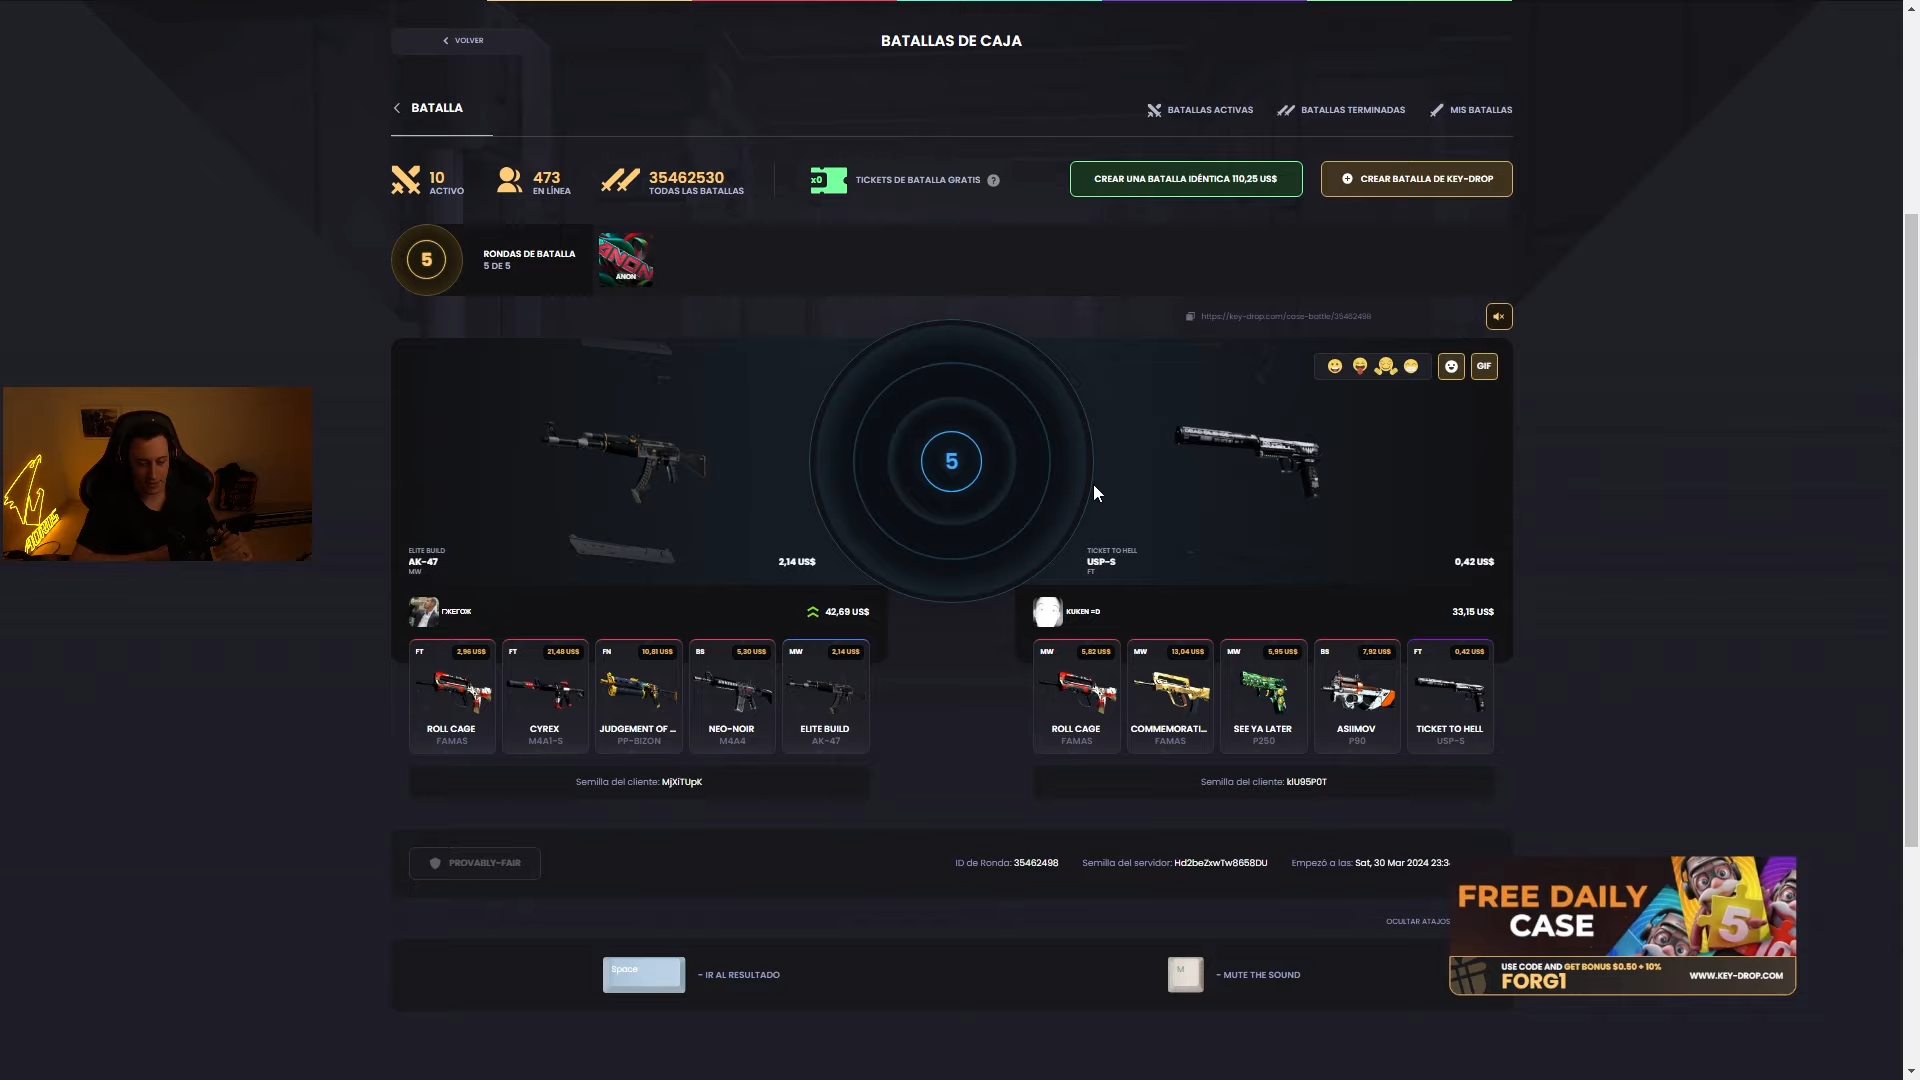 VOLVER
BATALLAS DE CAJA
BATALLA
BATALLAS ACTIVAS
BATALLAS TERMINADAS
MIS BATALLAS
10
ACTIVO
473
EN LÍNEA
35462530
TODAS LAS BATALLAS
x0
TICKETS DE BATALLA GRATIS ?
CREAR UNA BATALLA IDÉNTICA 110,25 US$
CREAR BATALLA DE KEY-DROP
5
RONDAS DE BATALLA
5 DE 5
ANON
ANON
https://key-drop.com/case-battle/35462498
GIF
5
ELITE BUILD
AK-47
MW
2,14 US$
TICKET TO HELL
USP-S
FT
0,42 US$
ГЖЕГОЖ
42,69 US$
KUKEN =D
33,15 US$
FT 2,96 US$
ROLL CAGE
FAMAS
FT 21,48 US$
CYREX
M4A1-S
FN 10,81 US$
JUDGEMENT OF ...
PP-BIZON
BS 5,30 US$
NEO-NOIR
M4A4
MW 2,14 US$
ELITE BUILD
AK-47
MW 5,82 US$
ROLL CAGE
FAMAS
MW 13,04 US$
COMMEMORATI...
FAMAS
MW 5,95 US$
SEE YA LATER
P250
BS 7,92 US$
ASIIMOV
P90
FT 0,42 US$
TICKET TO HELL
USP-S
Semilla del cliente: MjXiTUpK
Semilla del cliente: klU95P0T
PROVABLY-FAIR
ID de Ronda: 35462498
Semilla del servidor: Hd2beZxwTw8658DU
Empezó a las: Sat, 30 Mar 2024 23:3
OCULTAR ATAJOS
Space
- IR AL RESULTADO
M
- MUTE THE SOUND
FREE DAILY
CASE
5
USE CODE AND GET BONUS $0.50 + 10%
FORG1
WWW.KEY-DROP.COM